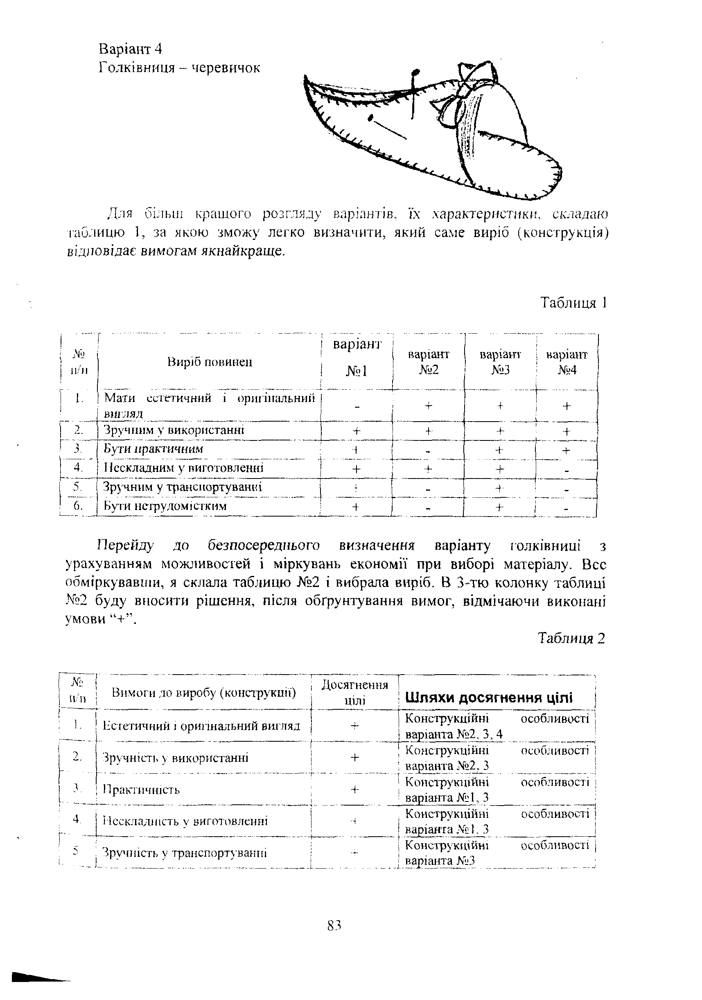 Варіант 4
Голківниця – черевичок
Для більш кращого розгляду варіантів, їх характеристики, складаю
таблицю 1, за якою зможу легко визначити, який саме виріб (конструкція)
відповідає вимогам якнайкраще.
Таблиця 1
№ п/п Виріб повинен варіант №1 варіант №2 варіант №3 варіант №4
1. Мати естетичний і оригінальний вигляд - + + +
2. Зручним у використанні + + + +
3. Бути практичним + - + +
4. Нескладним у виготовленні + + + -
5. Зручним у транспортуванні + - + -
6. Бути нетрудомістким + - + -
Перейду до безпосереднього визначення варіанту голківниці з
урахуванням можливостей і міркувань економії при виборі матеріалу. Все
обміркувавши, я склала таблицю №2 і вибрала виріб. В 3-тю колонку таблиці
№2 буду вносити рішення, після обґрунтування вимог, відмічаючи виконані
умови “+”.
Таблиця 2
№ п/п Вимоги до виробу (конструкції) Досягнення цілі Шляхи досягнення цілі
1. Естетичний і оригінальний вигляд + Конструкційні особливості варіанта №2, 3, 4
2. Зручність у використанні + Конструкційні особливості варіанта №2, 3
3. Практичність + Конструкційні особливості варіанта №1, 3
4. Нескладність у виготовленні + Конструкційні особливості варіанта №1, 3
5 Зручність у транспортуванні + Конструкційні особливості варіанта №3
83